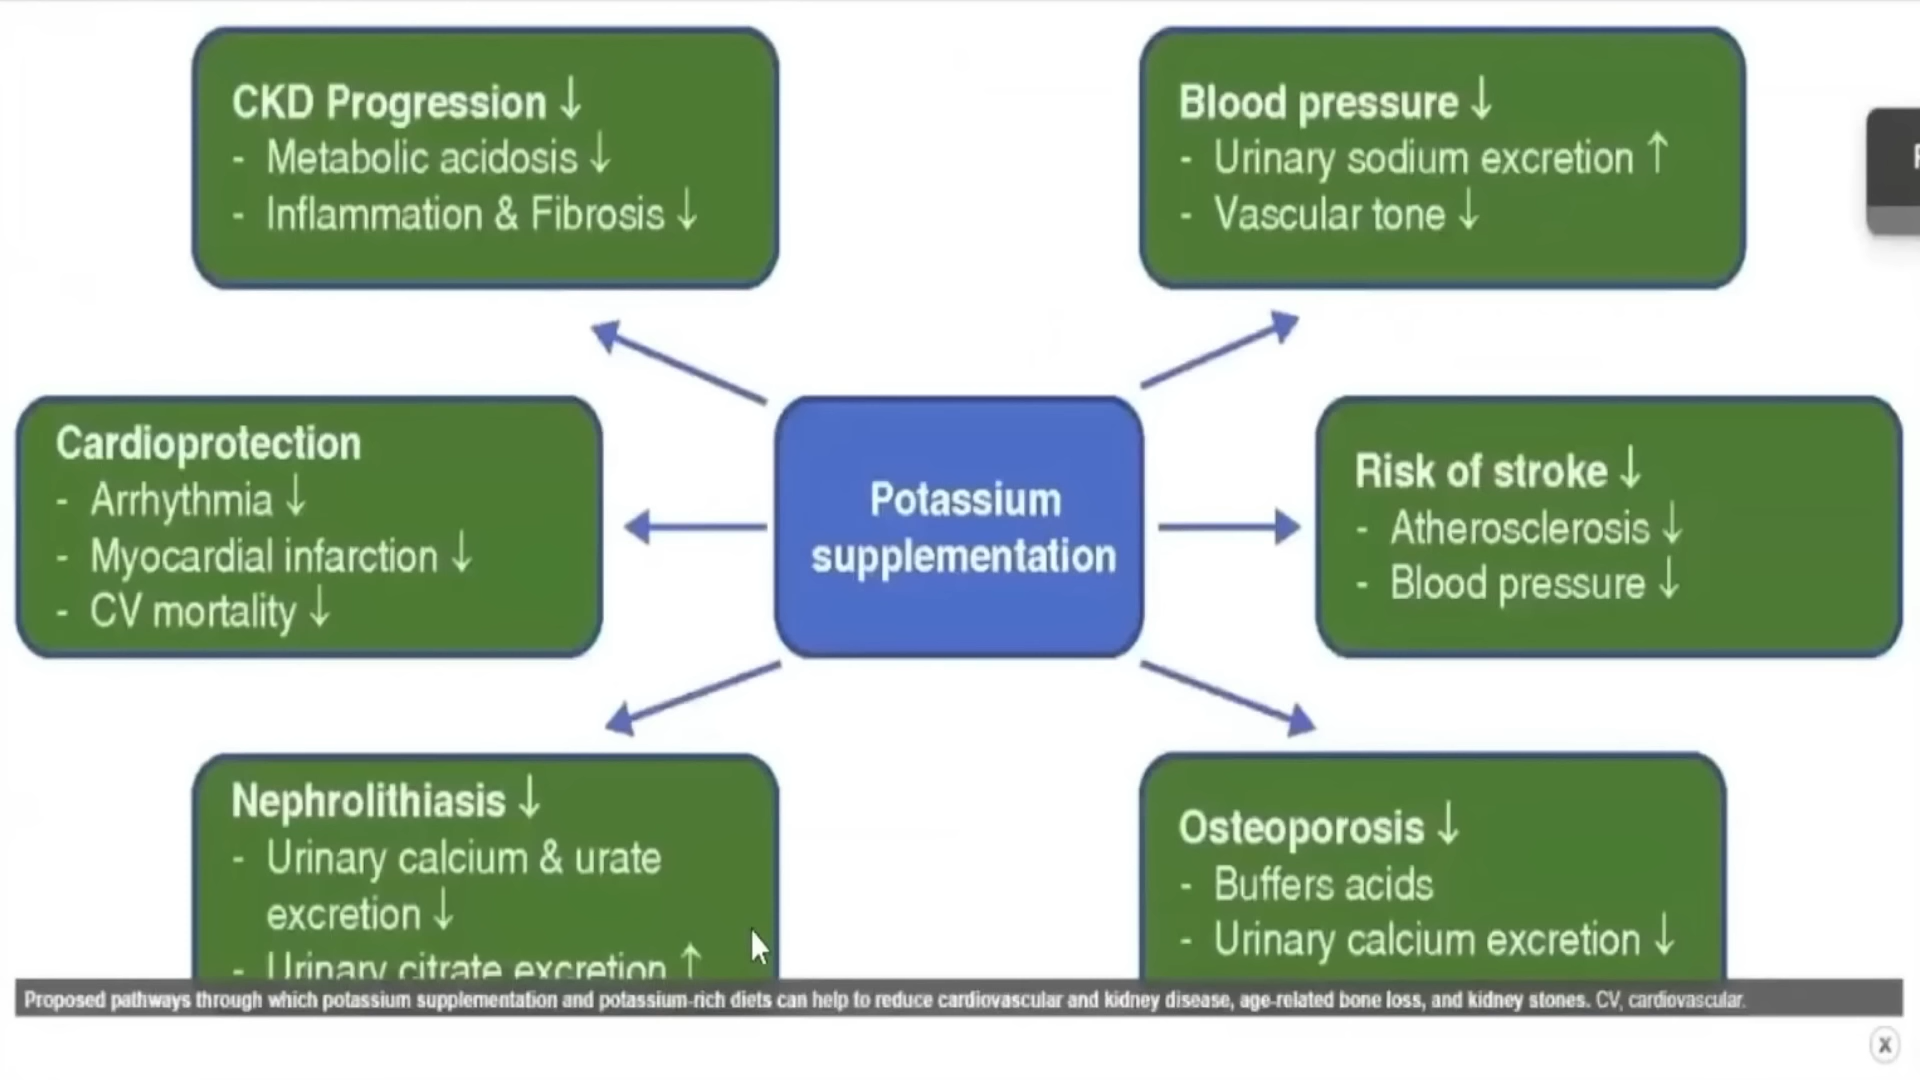 CKD Progression ↓
- Metabolic acidosis ↓
- Inflammation & Fibrosis ↓
Blood pressure ↓
- Urinary sodium excretion ↑
- Vascular tone ↓
Cardioprotection
- Arrhythmia ↓
- Myocardial infarction ↓
- CV mortality ↓
Potassium
supplementation
Risk of stroke ↓
- Atherosclerosis ↓
- Blood pressure ↓
Nephrolithiasis ↓
- Urinary calcium & urate
excretion ↓
- Urinary citrate excretion ↑
Osteoporosis ↓
- Buffers acids
- Urinary calcium excretion ↓
Proposed pathways through which potassium supplementation and potassium-rich diets can help to reduce cardiovascular and kidney disease, age-related bone loss, and kidney stones. CV, cardiovascular.
X